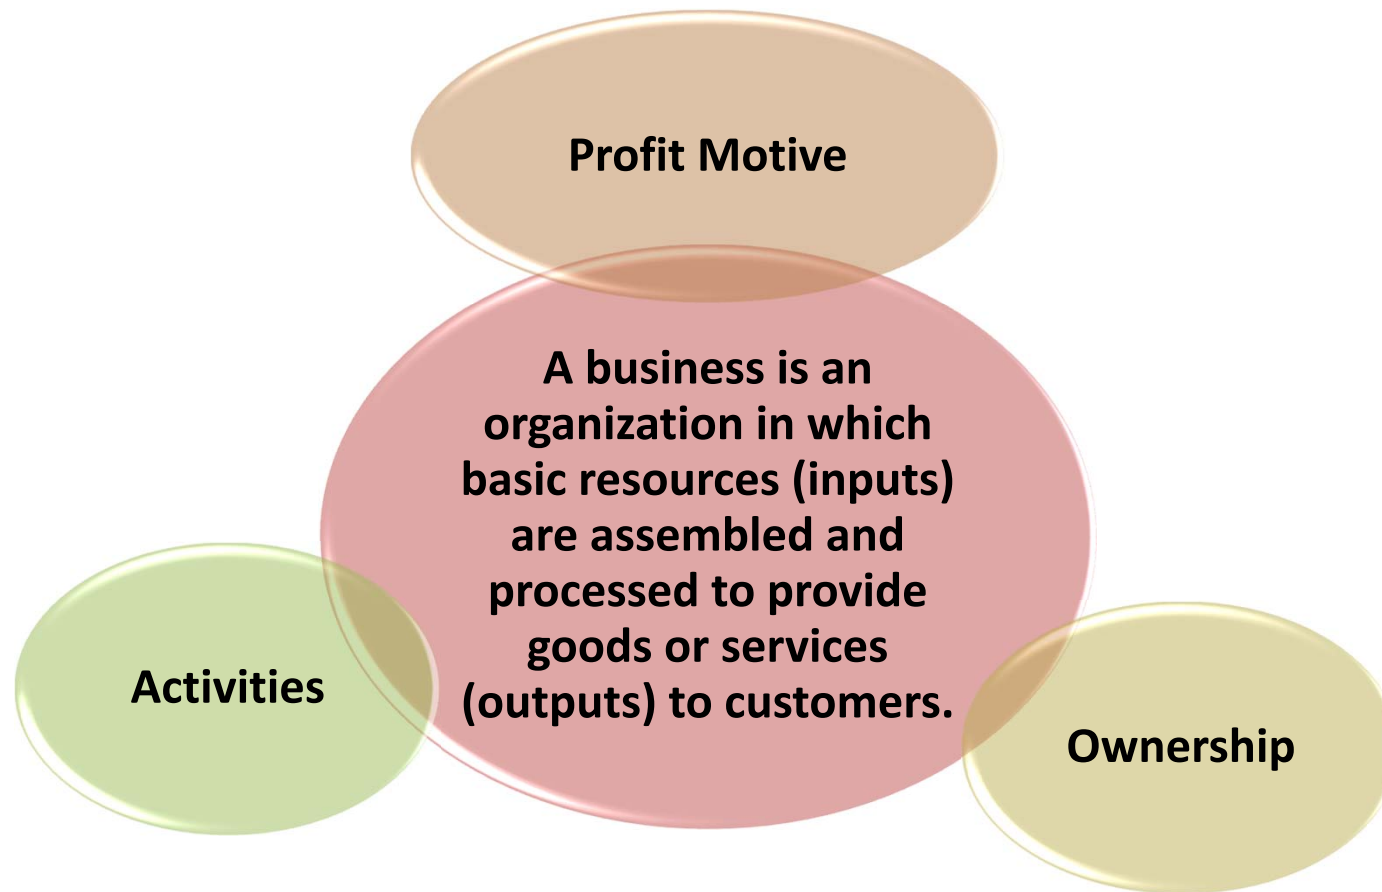 Profit Motive
A business is an
organization in which
basic resources (inputs)
are assembled and
processed to provide
goods or services
(outputs) to customers.
Activities
Ownership